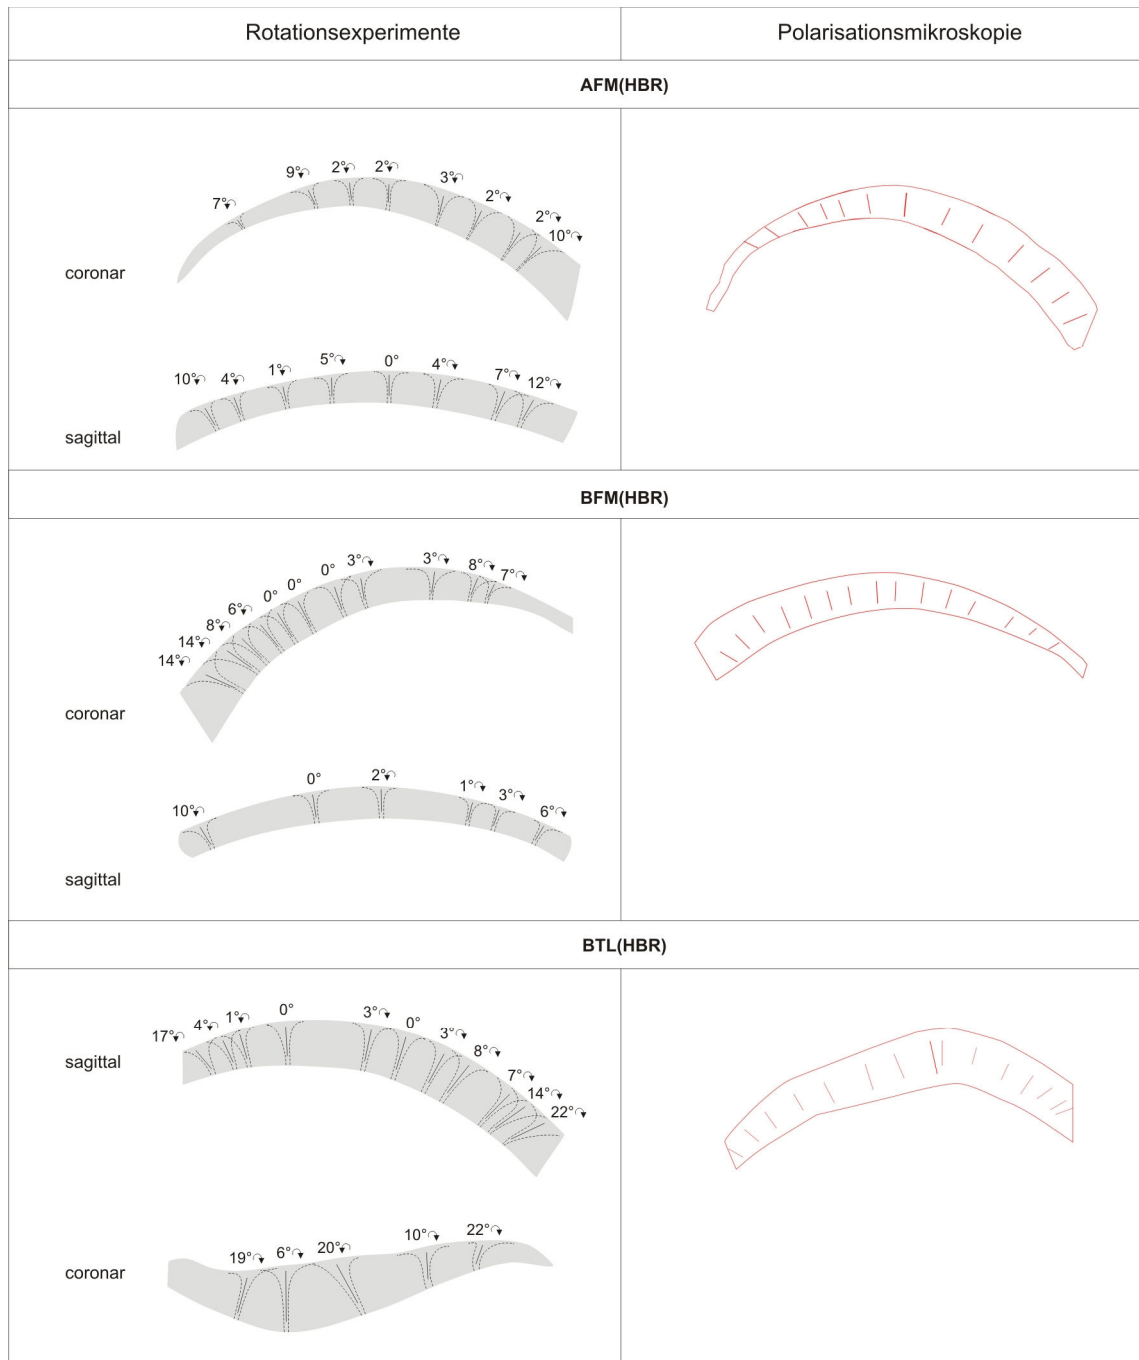 Rotationsexperimente Polarisationsmikroskopie
AFM(HBR)
9° 2° 2° 3°
7° 2°
2°
10°
coronar
10° 4° 1° 5° 0° 4° 7° 12°
sagittal
BFM(HBR)
14° 14° 8° 6° 0° 0° 0° 3° 3° 8° 7°
coronar
10° 0° 2° 1° 3° 6°
sagittal
BTL(HBR)
17° 4° 1° 0° 3° 0° 3° 8° 7° 14° 22°
sagittal
19° 6° 20° 10° 22°
coronar